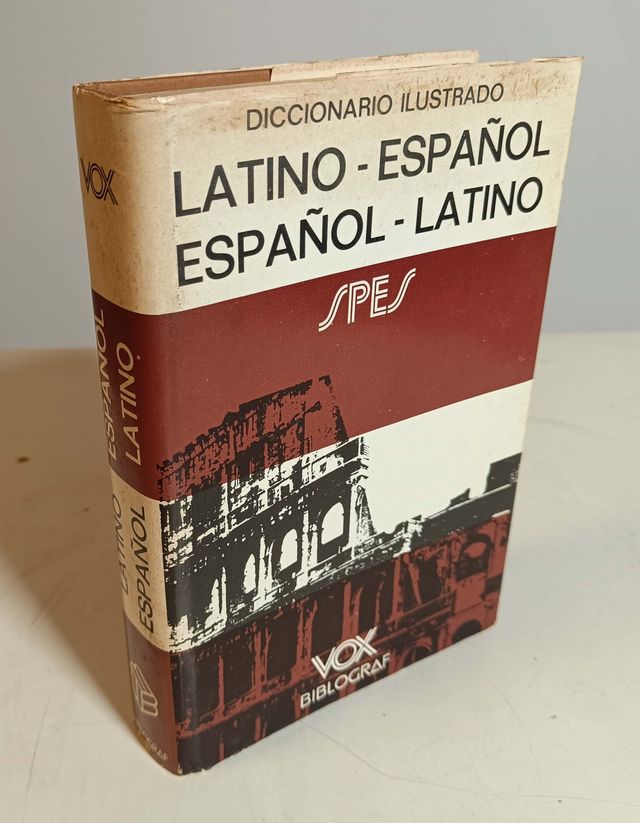 DICCIONARIO ILUSTRADO
LATINO - ESPAÑOL
ESPAÑOL - LATINO
SPES
VOX
BIBLOGRAF
VOX
ESPAÑOL
LATINO
LATINO
ESPAÑOL